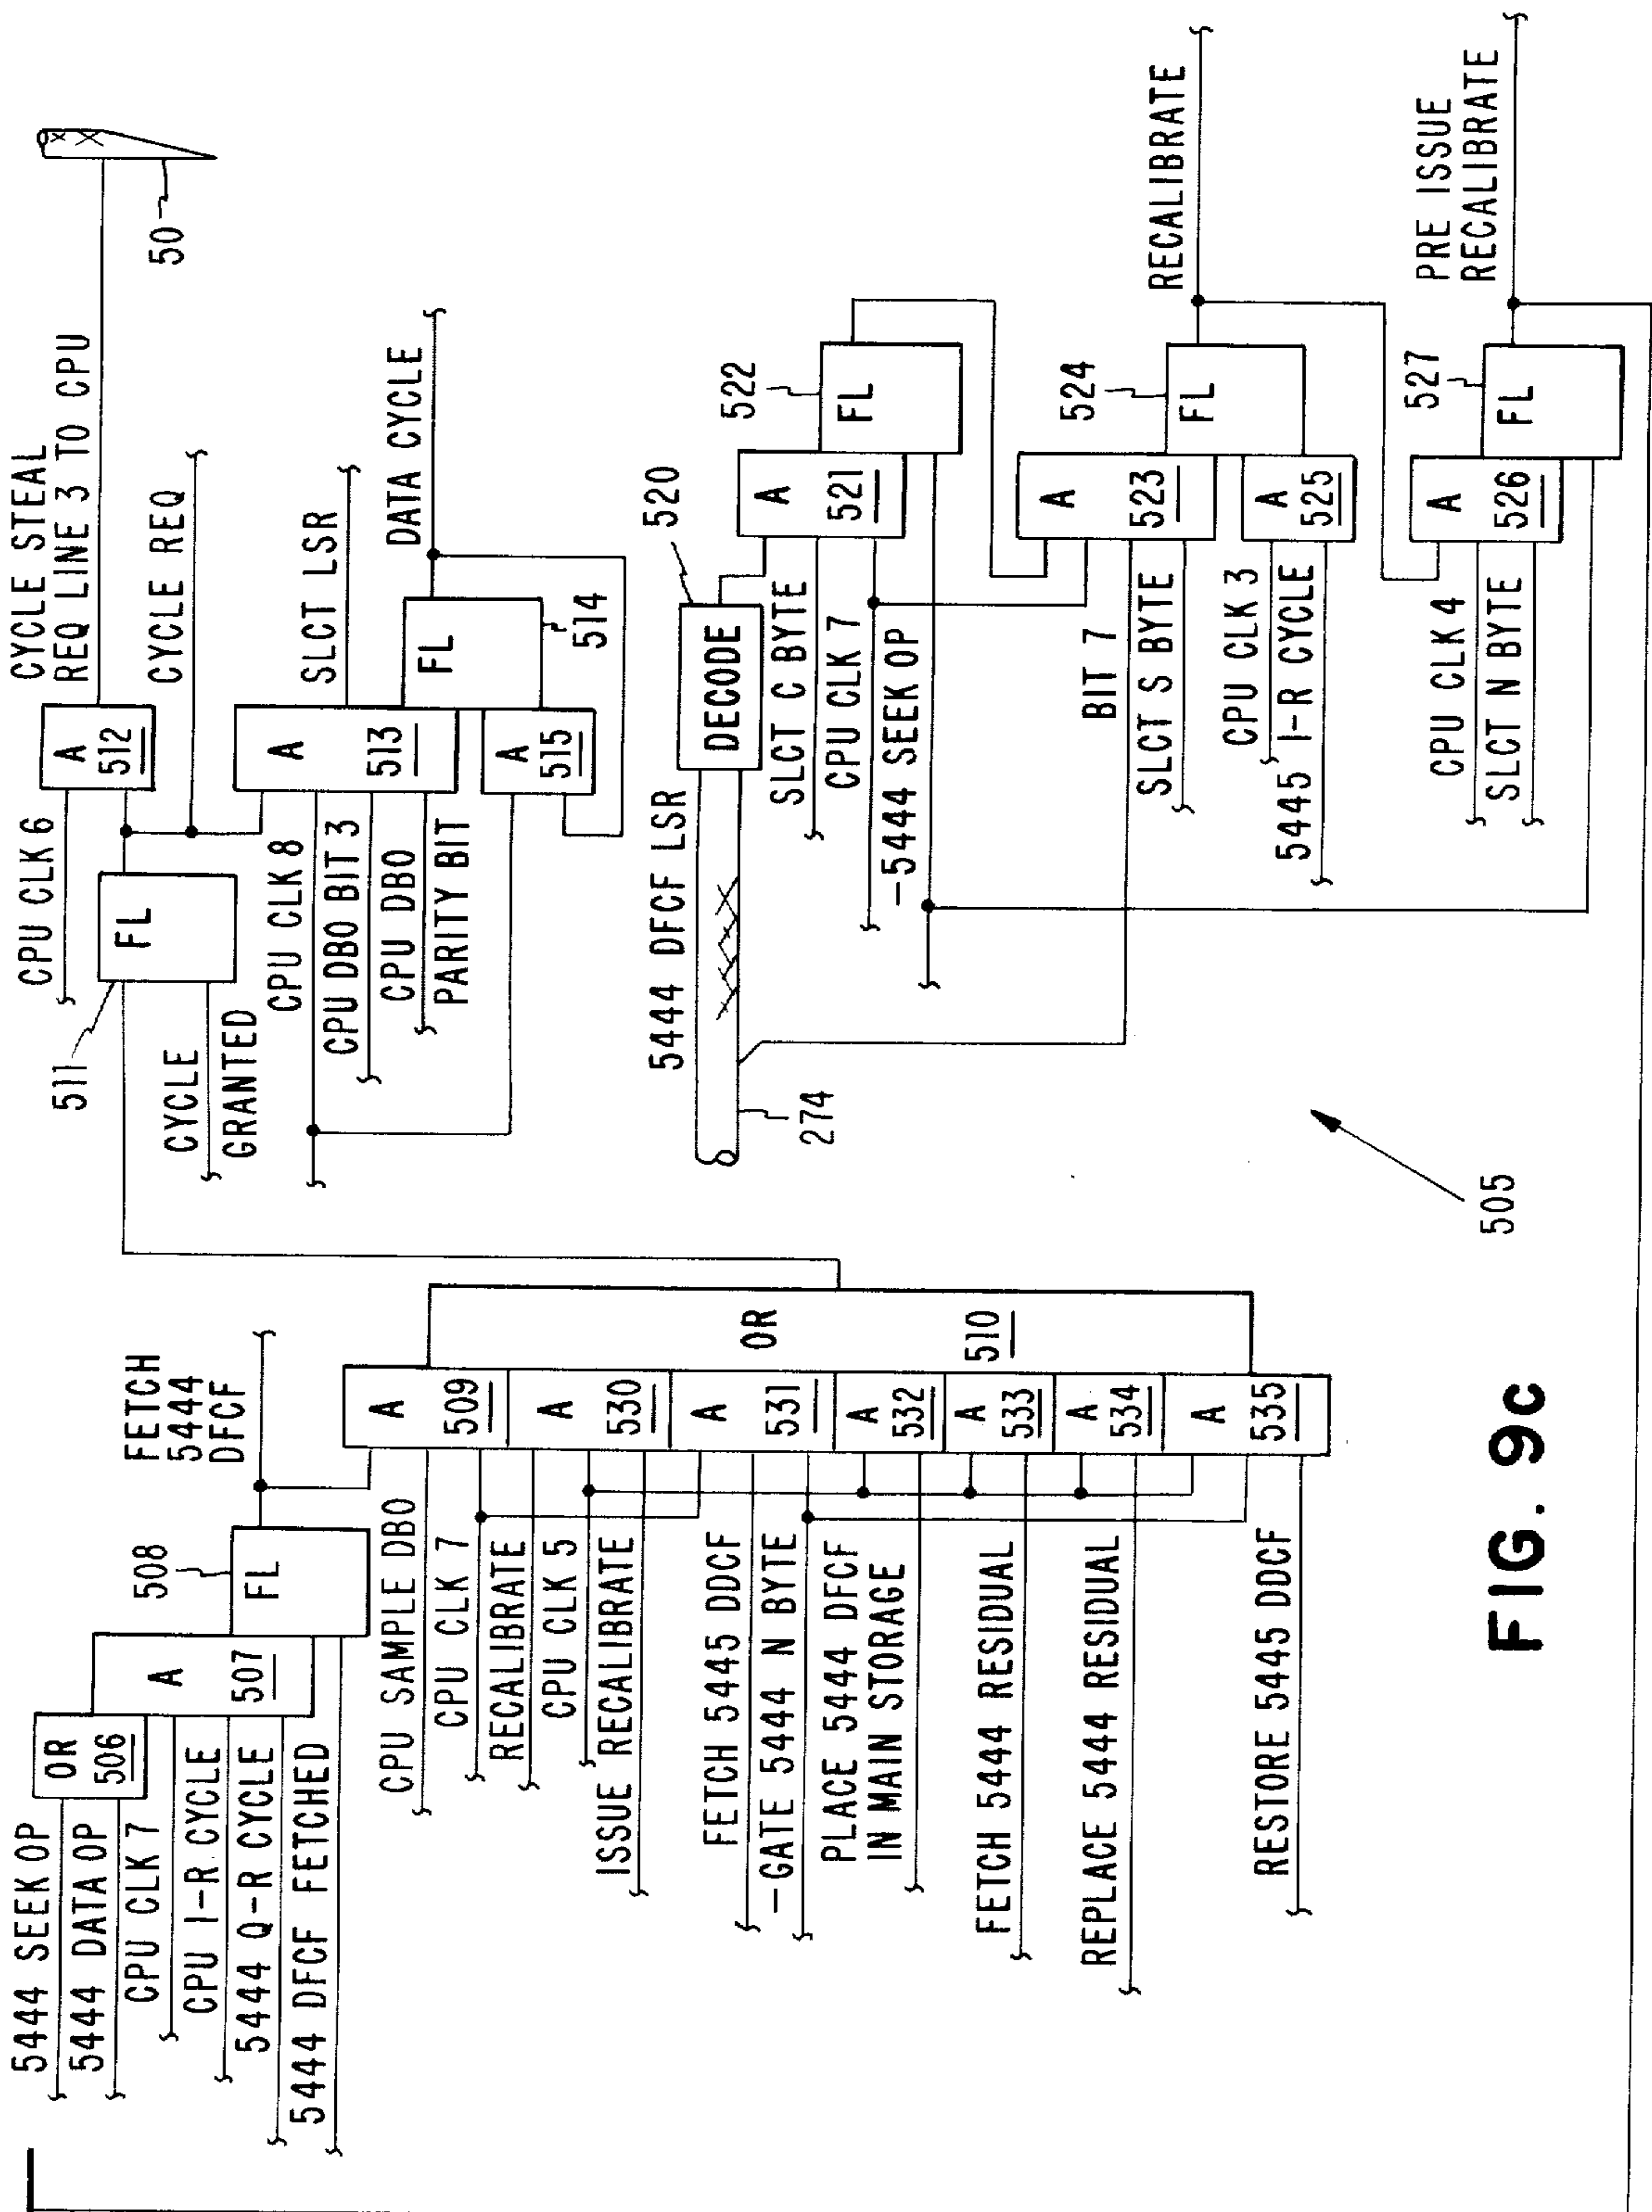 5444 SEEK OP
5444 DATA OP
CPU CLK 7
CPU I-R CYCLE
5444 Q-R CYCLE
5444 DFCF FETCHED
OR
506
A
507
508
FL
FETCH
5444
DFCF
CPU SAMPLE DBO
CPU CLK 7
RECALIBRATE
CPU CLK 5
ISSUE RECALIBRATE
FETCH 5445 DDCF
-GATE 5444 N BYTE
PLACE 5444 DFCF
IN MAIN STORAGE
FETCH 5444 RESIDUAL
REPLACE 5444 RESIDUAL
RESTORE 5445 DDCF
A
509
A
530
A
531
A
532
A
533
A
534
A
535
OR
510
511
FL
CYCLE
GRANTED
CPU CLK 6
A
512
CYCLE STEAL
REQ LINE 3 TO CPU
50
CYCLE REQ
CPU CLK 8
CPU DBO BIT 3
CPU DBO
PARITY BIT
A
513
SLCT LSR
FL
514
A
515
DATA CYCLE
5444 DFCF LSR
274
DECODE
520
SLCT C BYTE
CPU CLK 7
-5444 SEEK OP
A
521
FL
522
BIT 7
SLCT S BYTE
A
523
FL
524
RECALIBRATE
CPU CLK 3
5445 I-R CYCLE
A
525
CPU CLK 4
SLCT N BYTE
A
526
FL
527
PRE ISSUE
RECALIBRATE
505
FIG. 9c